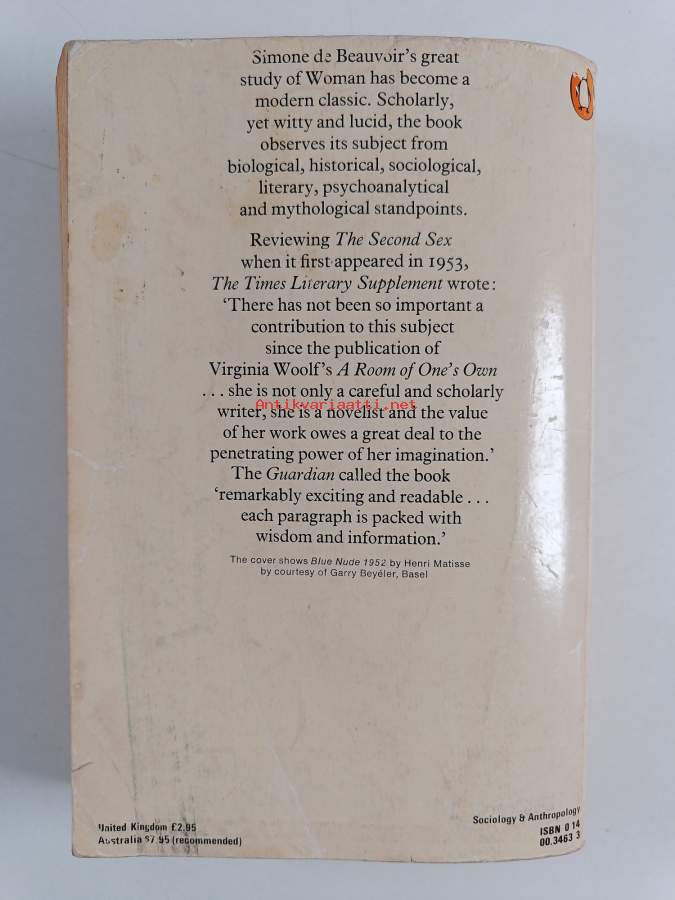 Simone de Beauvoir's great
study of Woman has become a
modern classic. Scholarly,
yet witty and lucid, the book
observes its subject from
biological, historical, sociological,
literary, psychoanalytical
and mythological standpoints.
Reviewing The Second Sex
when it first appeared in 1953,
The Times Literary Supplement wrote:
'There has not been so important a
contribution to this subject
since the publication of
Virginia Woolf's A Room of One's Own
... she is not only a careful and scholarly
Antikvariaatti.net
writer, she is a novelist and the value
of her work owes a great deal to the
penetrating power of her imagination.'
The Guardian called the book
'remarkably exciting and readable ...
each paragraph is packed with
wisdom and information.'
The cover shows Blue Nude 1952 by Henri Matisse
by courtesy of Garry Beyéler, Basel
United Kingdom £2.95
Australia $7.95 (recommended)
Sociology & Anthropology
ISBN 0 14
00.3463 3